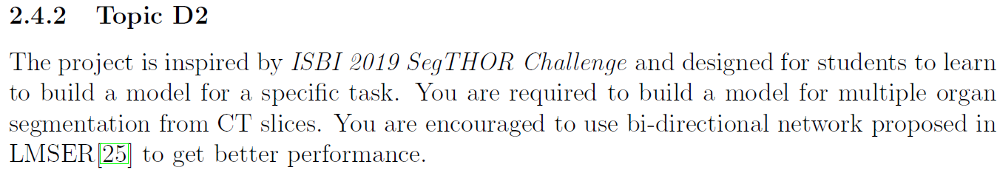 2.4.2 Topic D2
The project is inspired by ISBI 2019 SegTHOR Challenge and designed for students to learn
to build a model for a specific task. You are required to build a model for multiple organ
segmentation from CT slices. You are encouraged to use bi-directional network proposed in
LMSER[25] to get better performance.